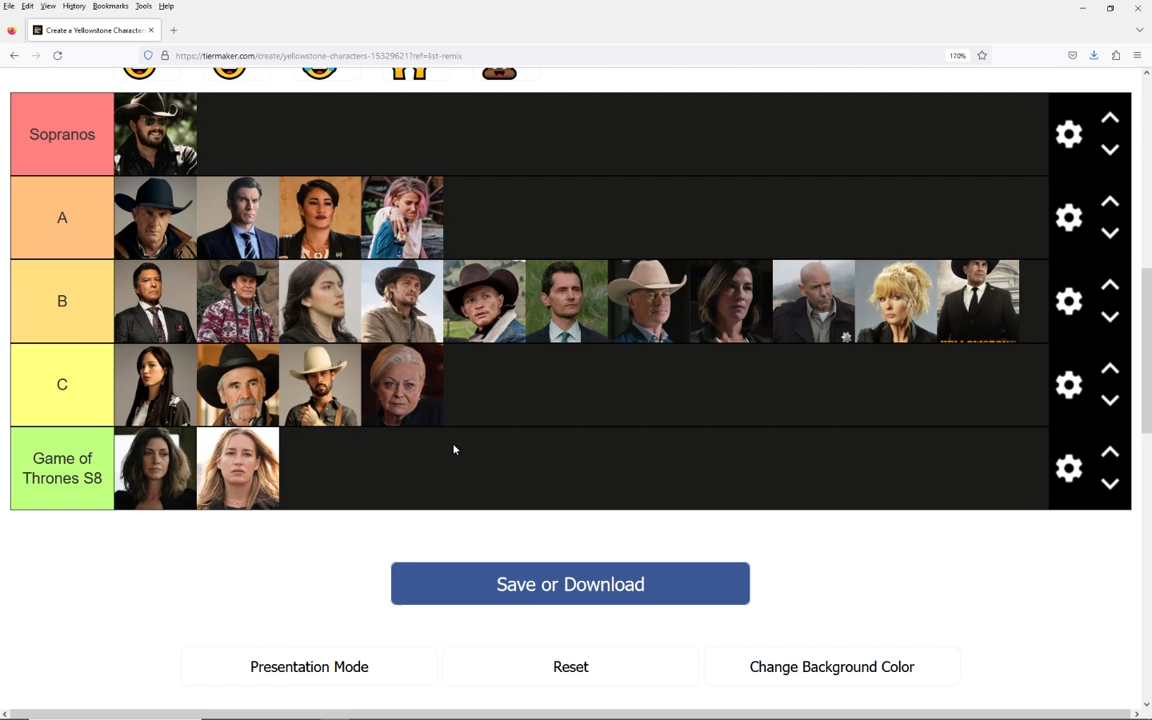 File Edit View History Bookmarks Tools Help
Create a Yellowstone Character
https://tiermaker.com/create/yellowstone-characters-15329621?ref=list-remix
170%
Sopranos
A
B
C
Game of
Thrones S8
Save or Download
Presentation Mode
Reset
Change Background Color